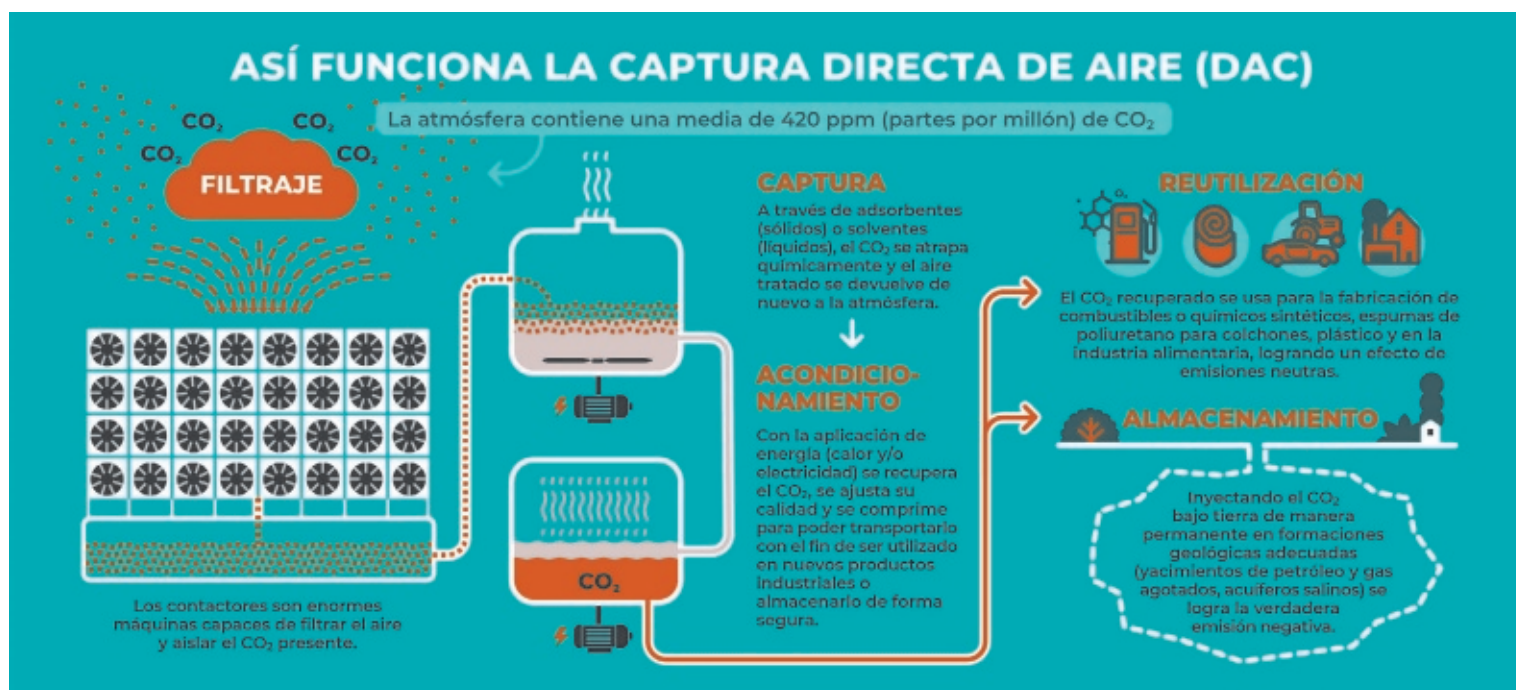 ASÍ FUNCIONA LA CAPTURA DIRECTA DE AIRE (DAC)
La atmósfera contiene una media de 420 ppm (partes por millón) de CO₂
CO₂
CO₂
CO₂
CO₂
FILTRAJE
Los contactores son enormes
máquinas capaces de filtrar el aire
y aislar el CO₂ presente.
CAPTURA
A través de adsorbentes
(sólidos) o solventes
(líquidos), el CO₂ se atrapa
químicamente y el aire
tratado se devuelve de
nuevo a la atmósfera.
ACONDICIO-
NAMIENTO
Con la aplicación de
energía (calor y/o
electricidad) se recupera
el CO₂, se ajusta su
calidad y se comprime
para poder transportarlo
con el fin de ser utilizado
en nuevos productos
industriales o
almacenarlo de forma
segura.
CO₂
REUTILIZACIÓN
El CO₂ recuperado se usa para la fabricación de
combustibles o químicos sintéticos, espumas de
poliuretano para colchones, plástico y en la
industria alimentaria, logrando un efecto de
emisiones neutras.
ALMACENAMIENTO
Inyectando el CO₂
bajo tierra de manera
permanente en formaciones
geológicas adecuadas
(yacimientos de petróleo y gas
agotados, acuíferos salinos) se
logra la verdadera
emisión negativa.